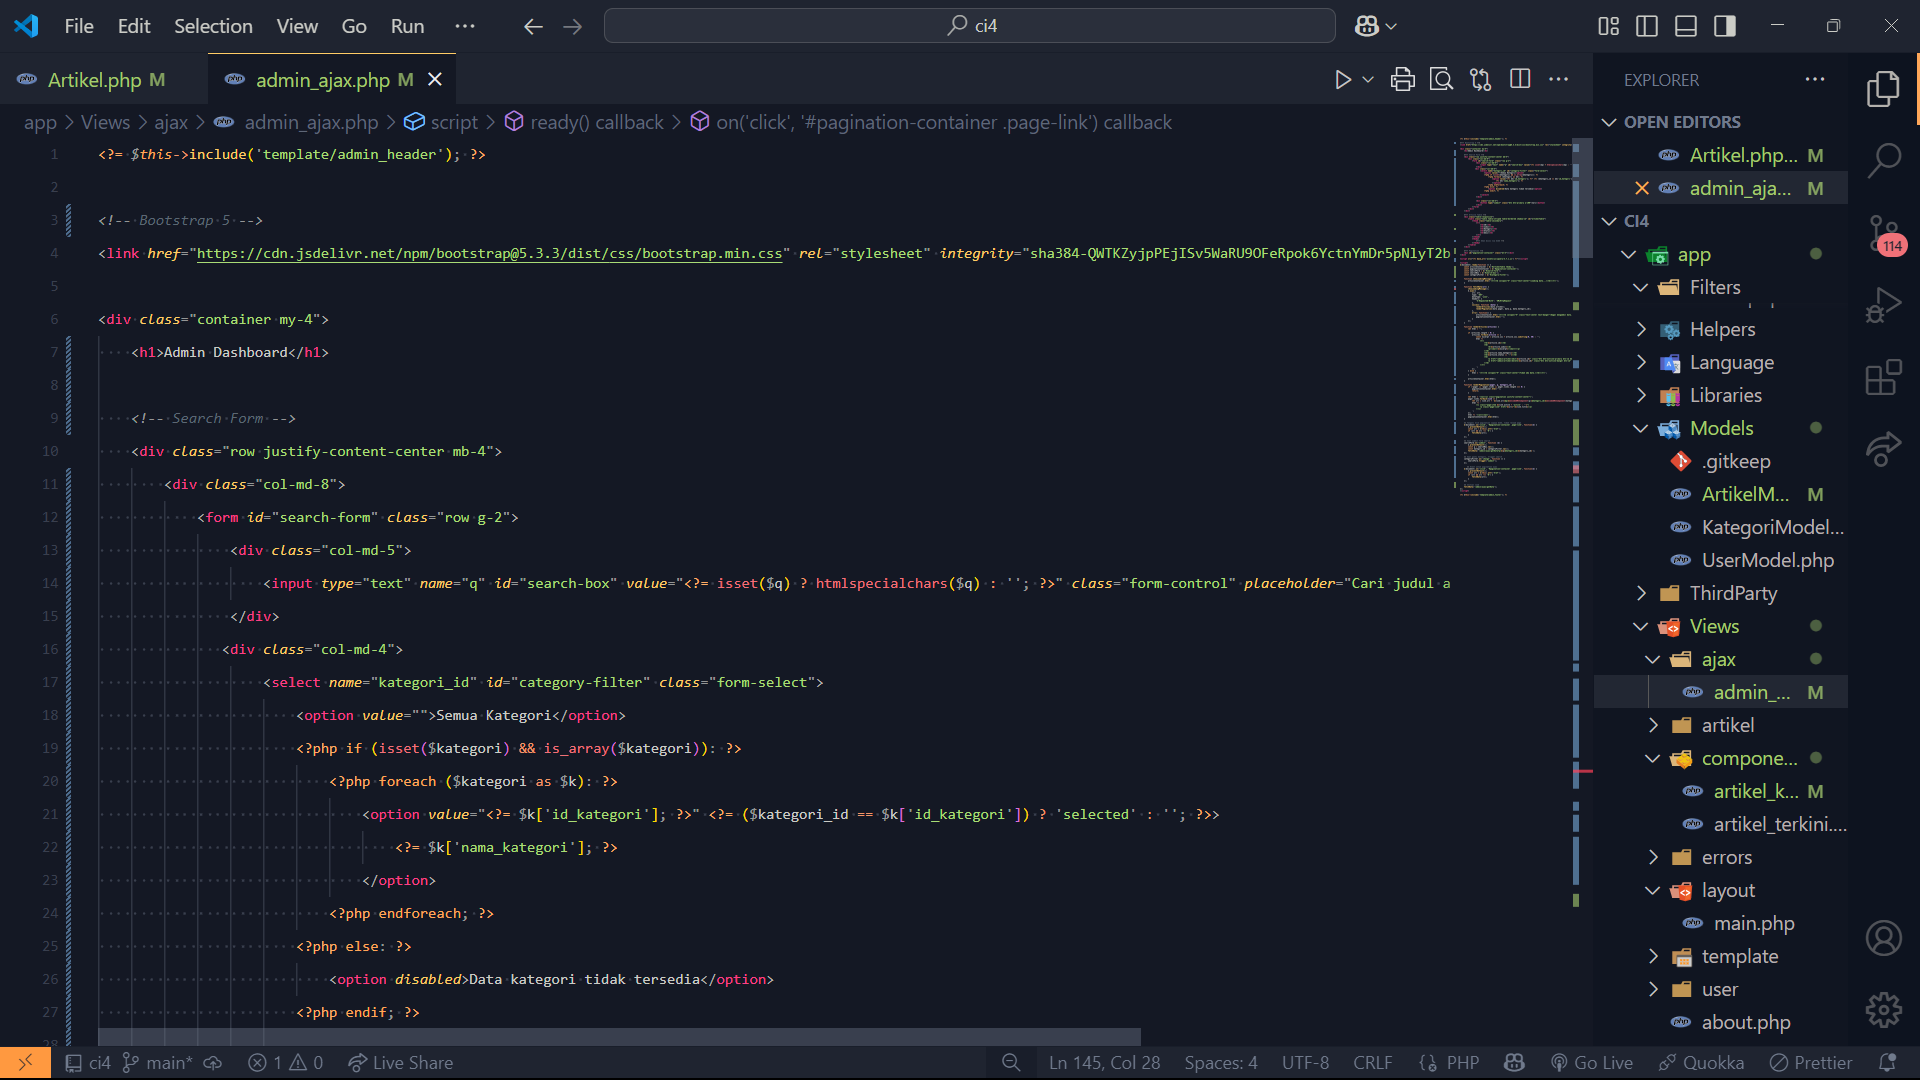 File Edit Selection View Go Run ··· ci4
Artikel.php M admin_ajax.php M
app > Views > ajax > admin_ajax.php > script > ready() callback > on('click', '#pagination-container .page-link') callback
1 <?= $this->include('template/admin_header'); ?>
2
3 <!-- Bootstrap 5 -->
4 <link href="https://cdn.jsdelivr.net/npm/bootstrap@5.3.3/dist/css/bootstrap.min.css" rel="stylesheet" integrity="sha384-QWTKZyjpPEjISv5WaRU9OFeRpok6YctnYmDr5pNlyT2b
5
6 <div class="container my-4">
7 <h1>Admin Dashboard</h1>
8
9 <!-- Search Form -->
10 <div class="row justify-content-center mb-4">
11 <div class="col-md-8">
12 <form id="search-form" class="row g-2">
13 <div class="col-md-5">
14 <input type="text" name="q" id="search-box" value="<?= isset($q) ? htmlspecialchars($q) : ''; ?>" class="form-control" placeholder="Cari judul a
15 </div>
16 <div class="col-md-4">
17 <select name="kategori_id" id="category-filter" class="form-select">
18 <option value="">Semua Kategori</option>
19 <?php if (isset($kategori) && is_array($kategori)): ?>
20 <?php foreach ($kategori as $k): ?>
21 <option value="<?= $k['id_kategori']; ?>" <?= ($kategori_id == $k['id_kategori']) ? 'selected' : ''; ?>>
22 <?= $k['nama_kategori']; ?>
23 </option>
24 <?php endforeach; ?>
25 <?php else: ?>
26 <option disabled>Data kategori tidak tersedia</option>
27 <?php endif; ?>
28
EXPLORER
OPEN EDITORS
Artikel.php... M
admin_aja... M
CI4
app
Filters
Helpers
Language
Libraries
Models
.gitkeep
ArtikelM... M
KategoriModel...
UserModel.php
ThirdParty
Views
ajax
admin_... M
artikel
compone...
artikel_k... M
artikel_terkini....
errors
layout
main.php
template
user
about.php
114
ci4 main* 1 0 Live Share Ln 145, Col 28 Spaces: 4 UTF-8 CRLF {} PHP Go Live Quokka Prettier